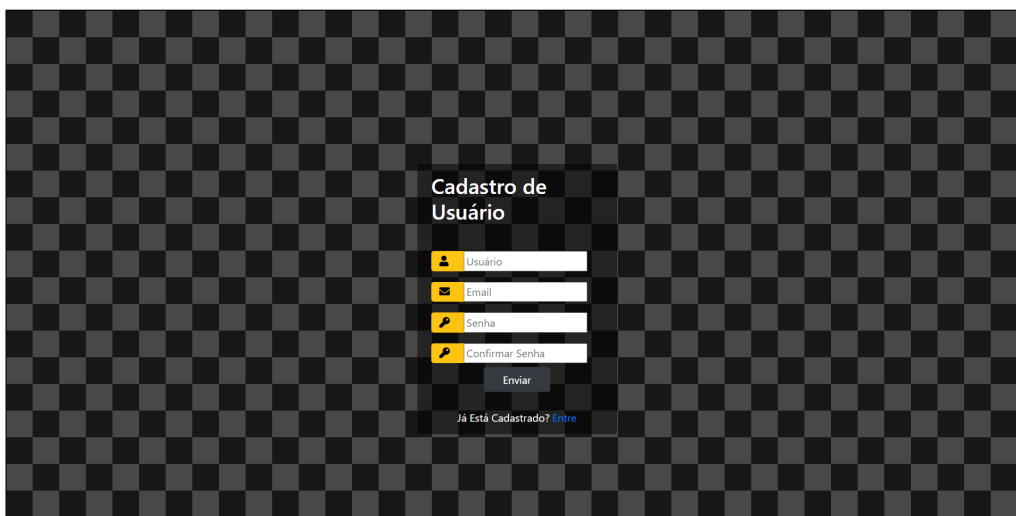 Cadastro de
Usuário
Usuário
Email
Senha
Confirmar Senha
Enviar
Já Está Cadastrado? Entre